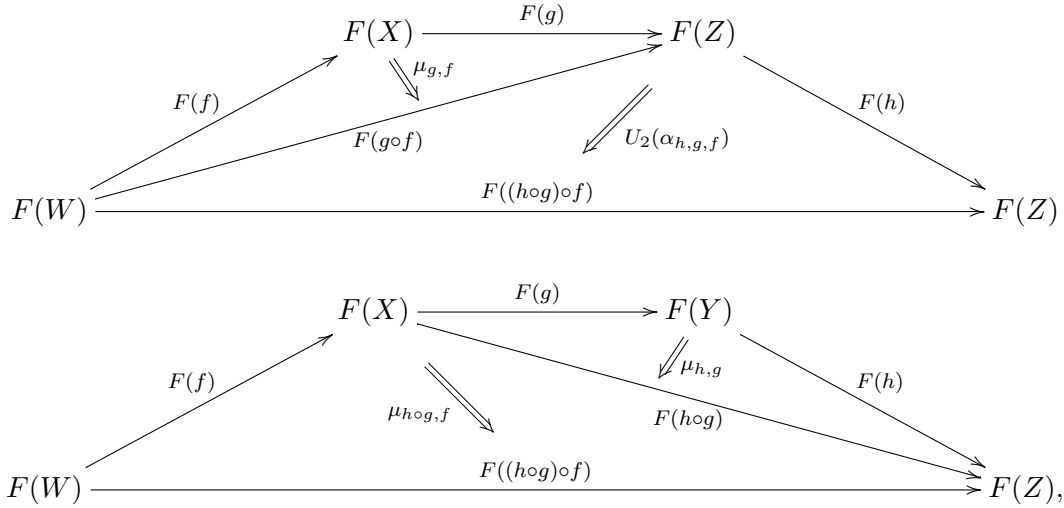 F(X) F(g) F(Z)
μ_{g,f}
F(f) F(h)
F(g∘f) U_2(α_{h,g,f})
F((h∘g)∘f)
F(W) F(Z)
F(X) F(g) F(Y)
μ_{h,g}
F(f) F(h)
μ_{h∘g,f} F(h∘g)
F((h∘g)∘f)
F(W) F(Z),